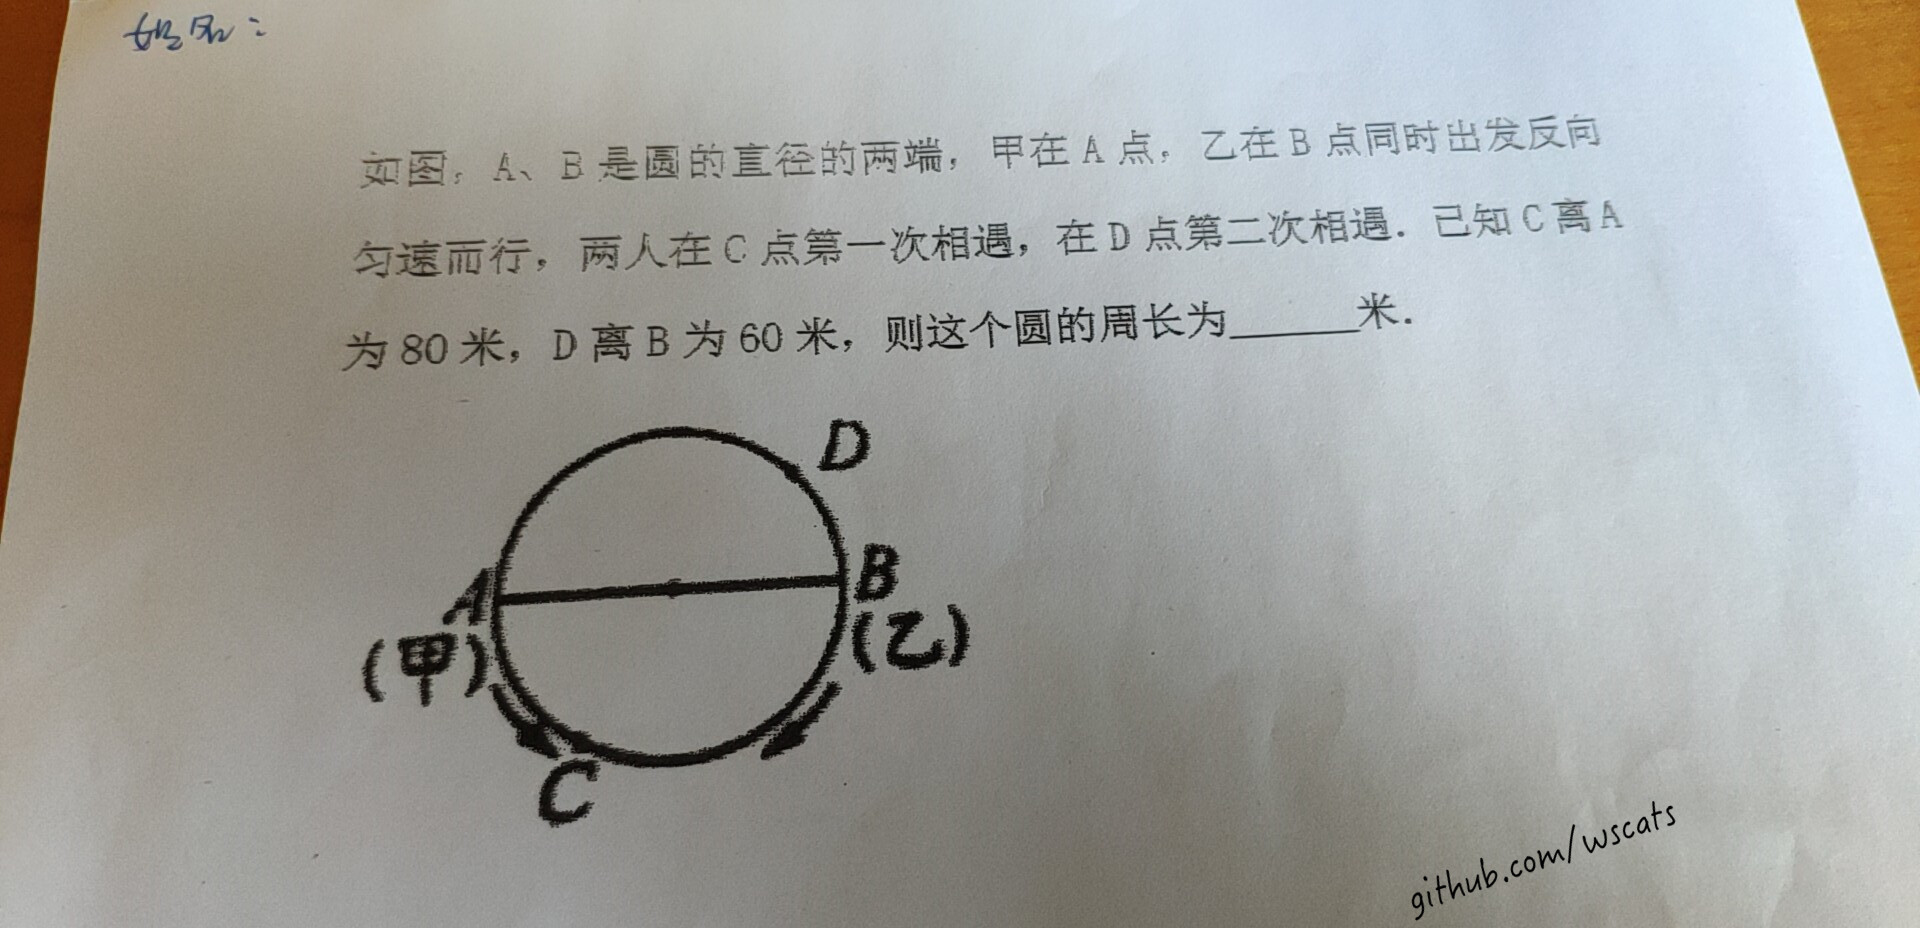 姓名：
如图，A、B 是圆的直径的两端，甲在 A 点，乙在 B 点同时出发反向
匀速而行，两人在 C 点第一次相遇，在 D 点第二次相遇．已知 C 离 A
为 80 米，D 离 B 为 60 米，则这个圆的周长为______米．
D
A
B
(甲)
(乙)
C
github.com/wscats